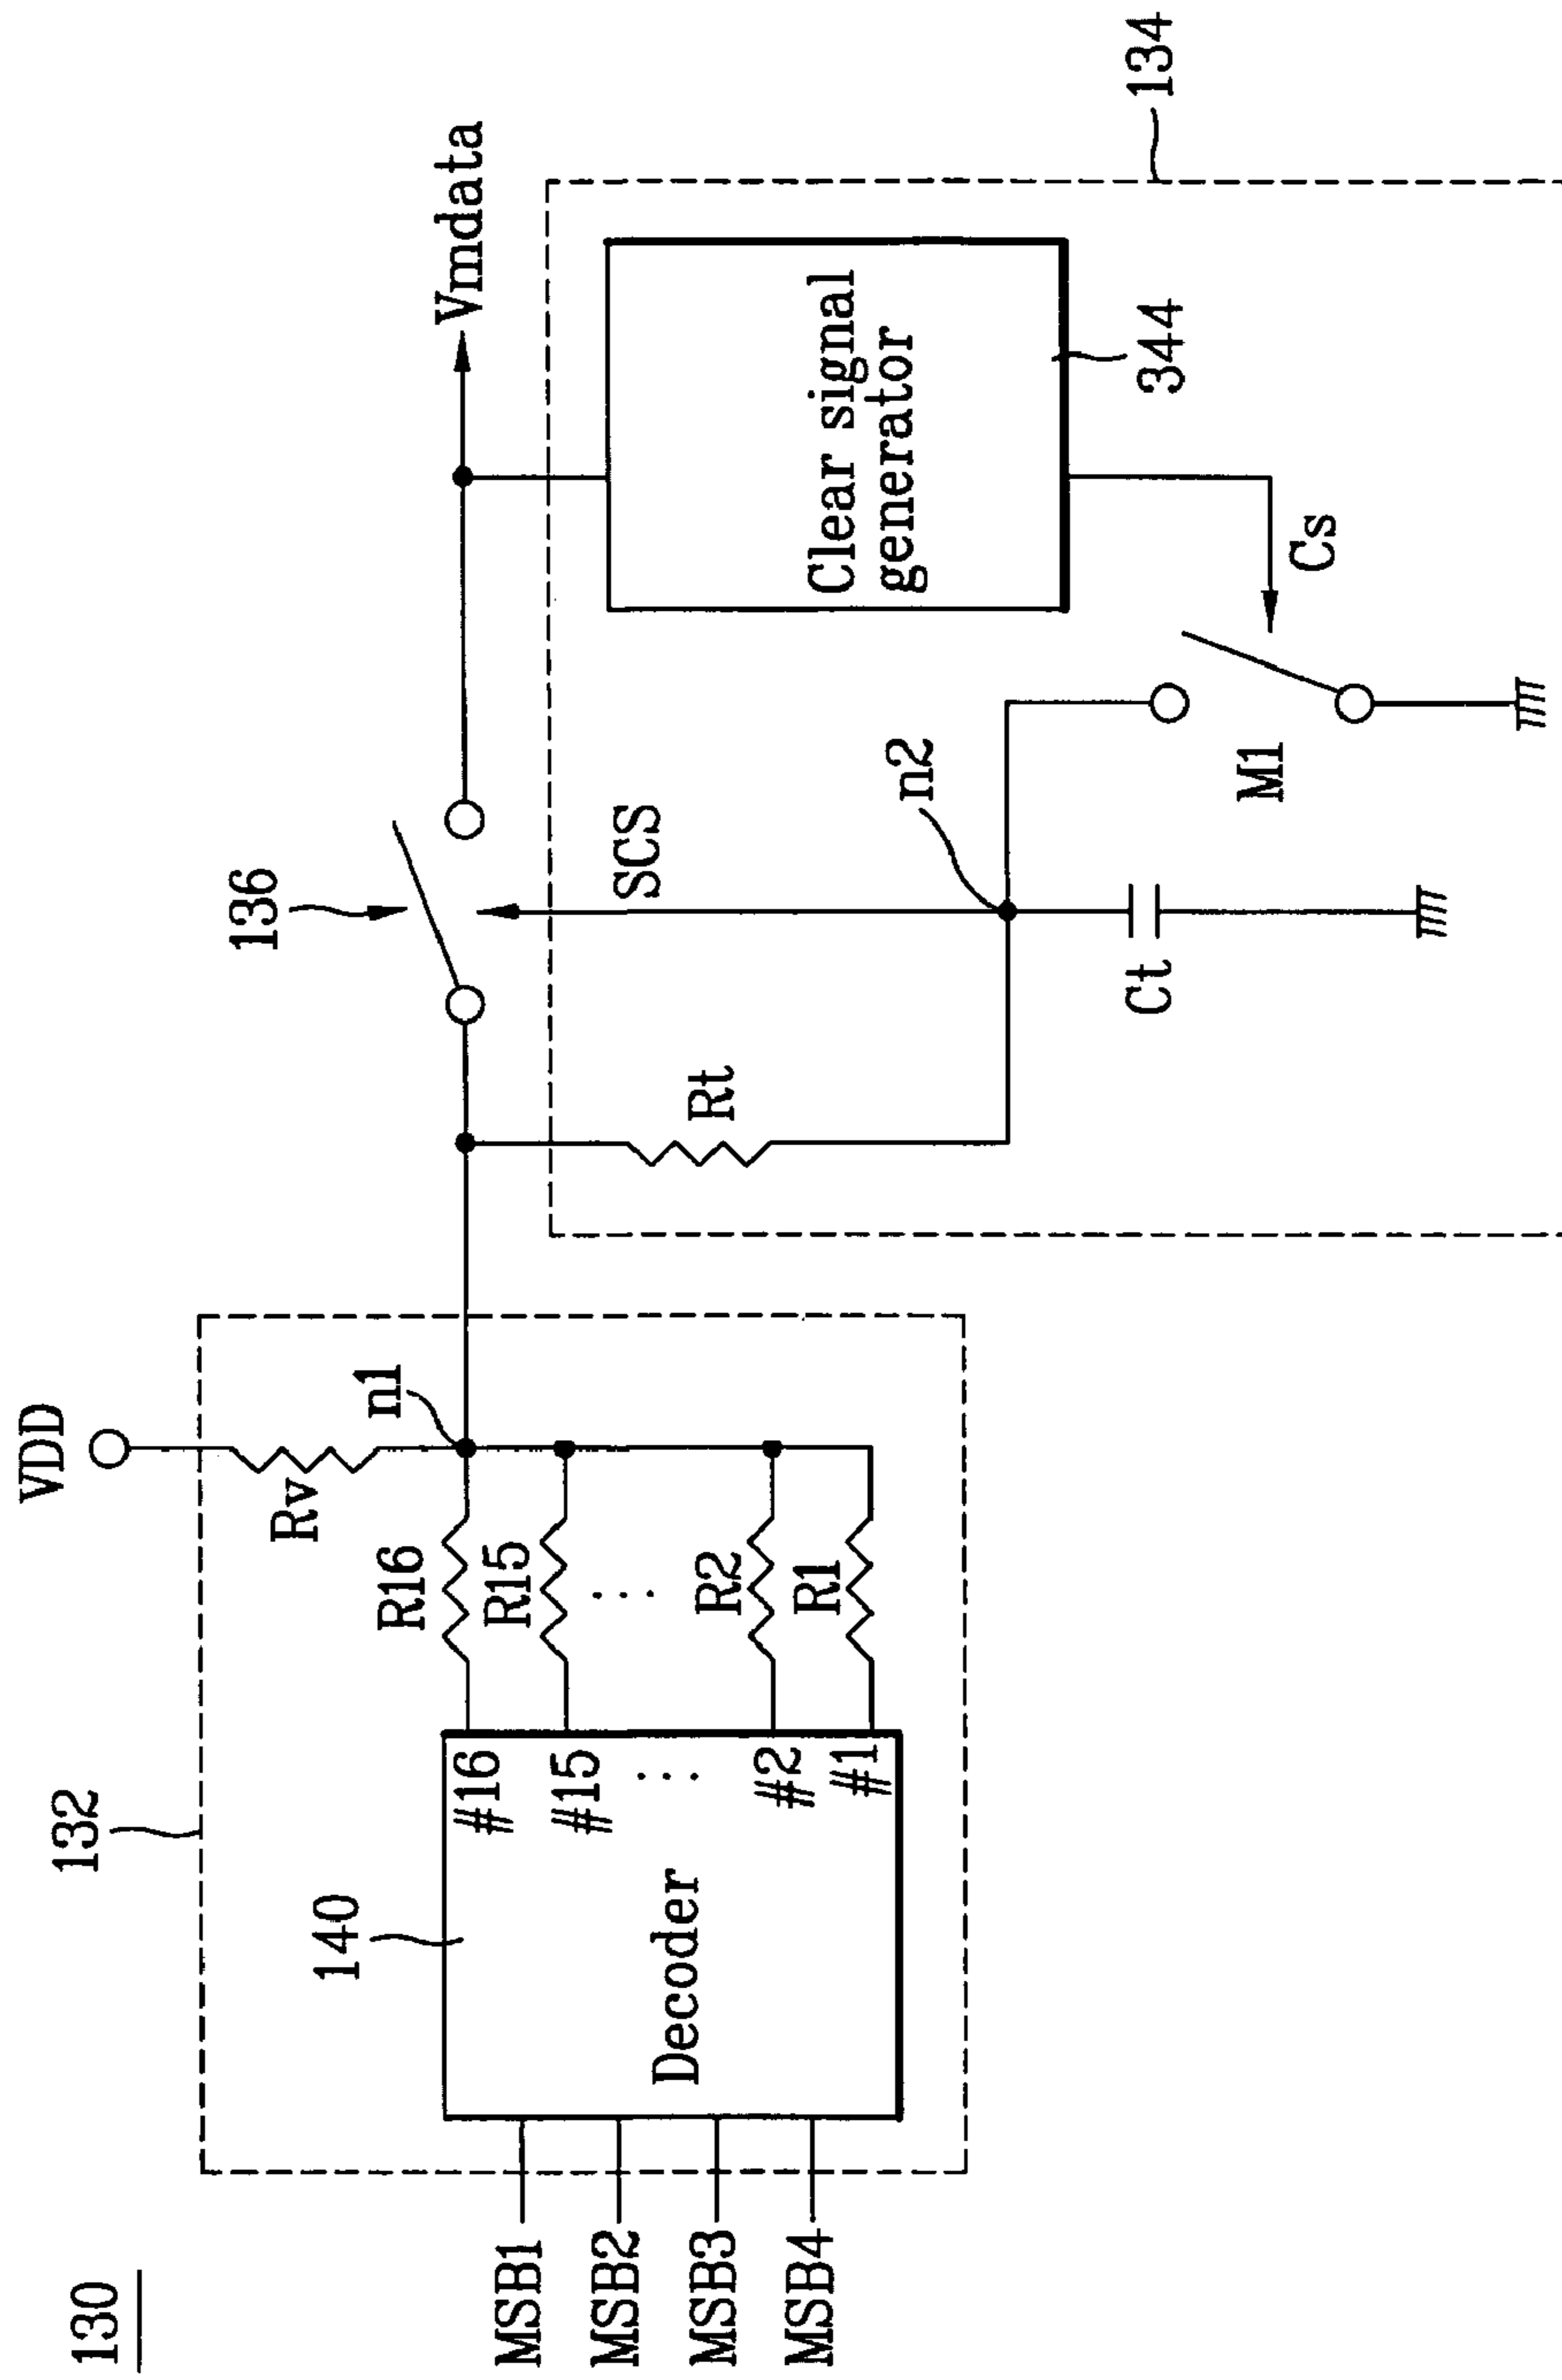 130
132
VDD
Rv
n1
140
R16
R15
R2
R1
#16
#15
#2
#1
Decoder
MSB1
MSB2
MSB3
MSB4
136
Vmdata
SCS
Rt
n2
Ct
M1
Cs
Clear signal
generator
344
134